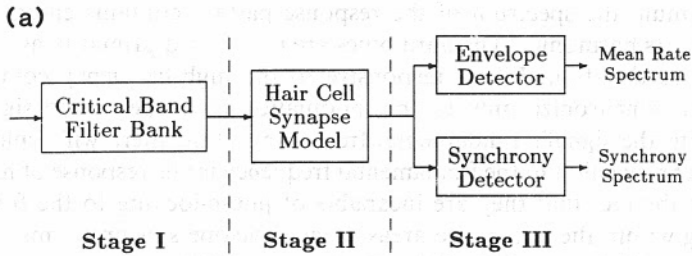 (a)
Critical Band
Filter Bank
Hair Cell
Synapse
Model
Envelope
Detector
Mean Rate
Spectrum
Synchrony
Detector
Synchrony
Spectrum
Stage I
Stage II
Stage III